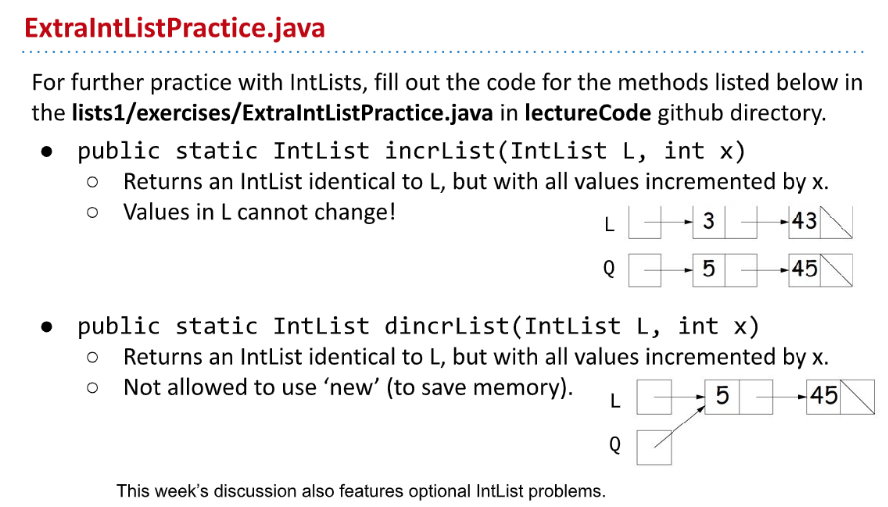 ExtraIntListPractice.java
For further practice with IntLists, fill out the code for the methods listed below in
the lists1/exercises/ExtraIntListPractice.java in lectureCode github directory.
● public static IntList incrList(IntList L, int x)
○ Returns an IntList identical to L, but with all values incremented by x.
○ Values in L cannot change!
L 3 43
Q 5 45
● public static IntList dincrList(IntList L, int x)
○ Returns an IntList identical to L, but with all values incremented by x.
○ Not allowed to use ‘new’ (to save memory).
L 5 45
Q
This week's discussion also features optional IntList problems.